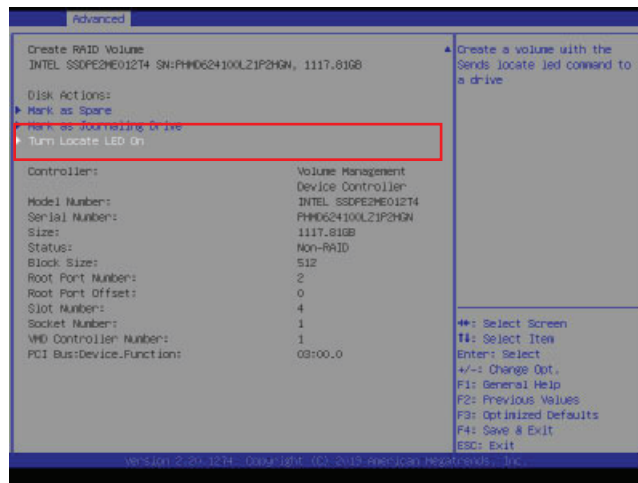 Advanced
Create RAID Volume
INTEL SSDPE2ME012T4 SN:PHMD624100LZ1P2HGN, 1117.81GB
Disk Actions:
Mark as Spare
Mark as Journaling Drive
Turn Locate LED On
Controller: Volume Management
Device Controller
Model Number: INTEL SSDPE2ME012T4
Serial Number: PHMD624100LZ1P2HGN
Size: 1117.81GB
Status: Non-RAID
Block Size: 512
Root Port Number: 2
Root Port Offset: 0
Slot Number: 4
Socket Number: 1
VMD Controller Number: 1
PCI Bus:Device.Function: 03:00.0
Create a volume with the
Sends locate led command to
a drive
↔: Select Screen
↑↓: Select Item
Enter: Select
+/-: Change Opt.
F1: General Help
F2: Previous Values
F3: Optimized Defaults
F4: Save & Exit
ESC: Exit
Version 2.20.1274. Copyright (C) 2019 American Megatrends, Inc.